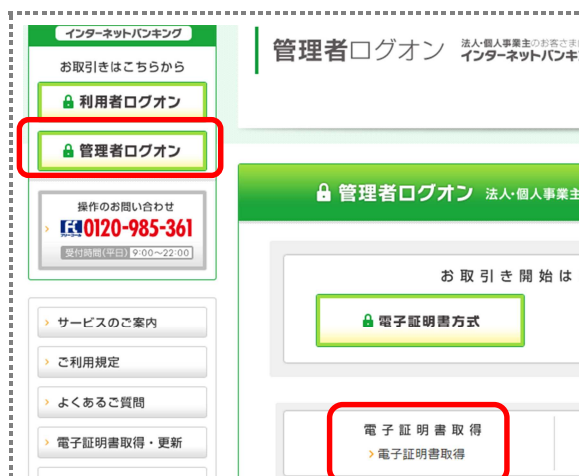 インターネットバンキング
お取引きはこちらから
利用者ログオン
管理者ログオン
操作のお問い合わせ
0120-985-361
受付時間(平日) 9:00～22:00
サービスのご案内
ご利用規定
よくあるご質問
電子証明書取得・更新
管理者ログオン
法人・個人事業主のお客さま
インターネットバンキ
管理者ログオン 法人・個人事業主
お取引き開始は
電子証明書方式
電子証明書取得
電子証明書取得